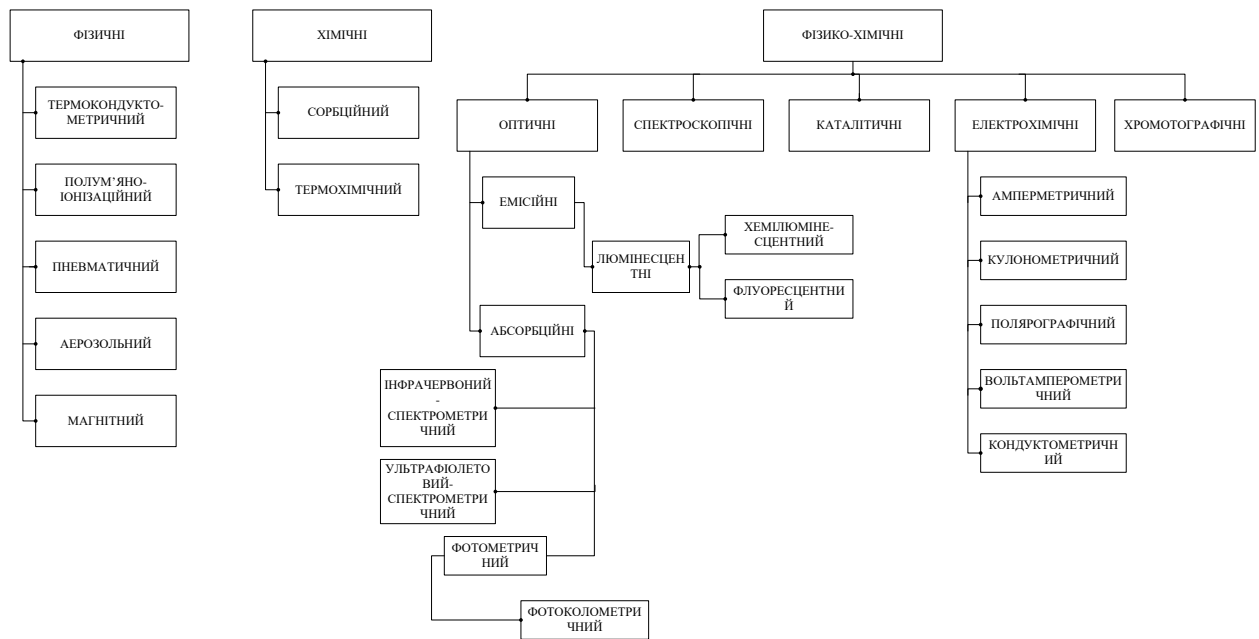 ФІЗИЧНІ
ТЕРМОКОНДУКТО-
МЕТРИЧНИЙ
ПОЛУМ’ЯНО-
ІОНІЗАЦІЙНИЙ
ПНЕВМАТИЧНИЙ
АЕРОЗОЛЬНИЙ
МАГНІТНИЙ
ХІМІЧНІ
СОРБЦІЙНИЙ
ТЕРМОХІМІЧНИЙ
ФІЗИКО-ХІМІЧНІ
ОПТИЧНІ
СПЕКТРОСКОПІЧНІ
КАТАЛІТИЧНІ
ЕЛЕКТРОХІМІЧНІ
ХРОМОТОГРАФІЧНІ
ЕМІСІЙНІ
ЛЮМІНЕСЦЕН
ТНІ
ХЕМІЛЮМІНЕ-
СЦЕНТНИЙ
ФЛУОРЕСЦЕНТНИ
Й
АБСОРБЦІЙНІ
ІНФРАЧЕРВОНИЙ
-
СПЕКТРОМЕТРИ
ЧНИЙ
УЛЬТРАФІОЛЕТО
ВИЙ-
СПЕКТРОМЕТРИ
ЧНИЙ
ФОТОМЕТРИЧ
НИЙ
ФОТОКОЛОМЕТРИ
ЧНИЙ
АМПЕРМЕТРИЧНИЙ
КУЛОНОМЕТРИЧНИЙ
ПОЛЯРОГРАФІЧНИЙ
ВОЛЬТАМПЕРОМЕТРИ
ЧНИЙ
КОНДУКТОМЕТРИЧН
ИЙ